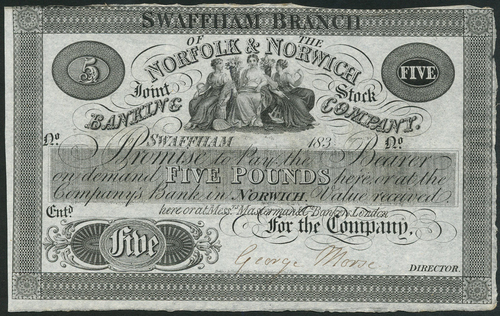 SWAFFHAM BRANCH
OF THE
NORFOLK & NORWICH
5 FIVE
Joint Stock
BANKING COMPANY.
No. SWAFFHAM 183 No.
I Promise to Pay the Bearer
on demand FIVE POUNDS here, or at the
Company's Bank in NORWICH. Value received
here or at Messrs. Masterman & Co. Bankers London
Entd.
For the Company,
Five
George Morse
DIRECTOR.